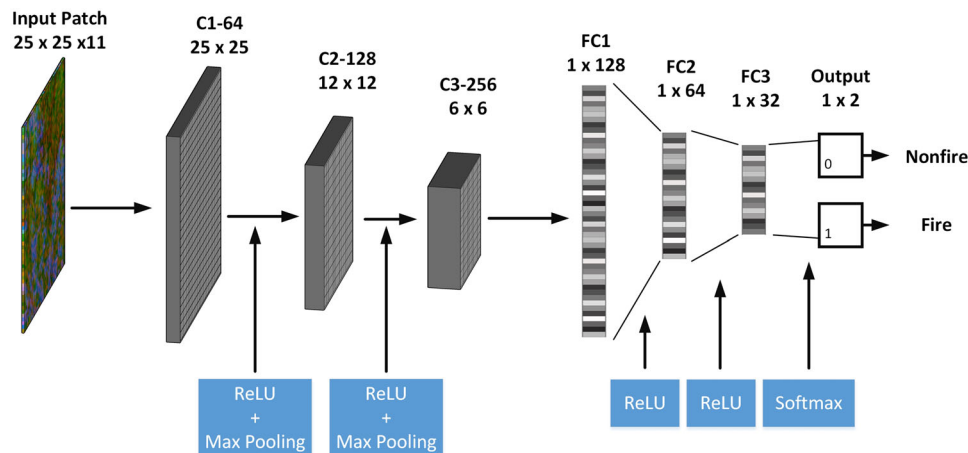 Input Patch
25 x 25 x11
C1-64
25 x 25
C2-128
12 x 12
C3-256
6 x 6
FC1
1 x 128
FC2
1 x 64
FC3
1 x 32
Output
1 x 2
0
Nonfire
1
Fire
ReLU
+
Max Pooling
ReLU
+
Max Pooling
ReLU
ReLU
Softmax